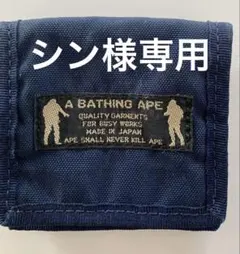 シン様専用
A BATHING APE
QUALITY GARMENTS
FOR BUSY WORKS
MADE IN JAPAN
APE SHALL NEVER KILL APE